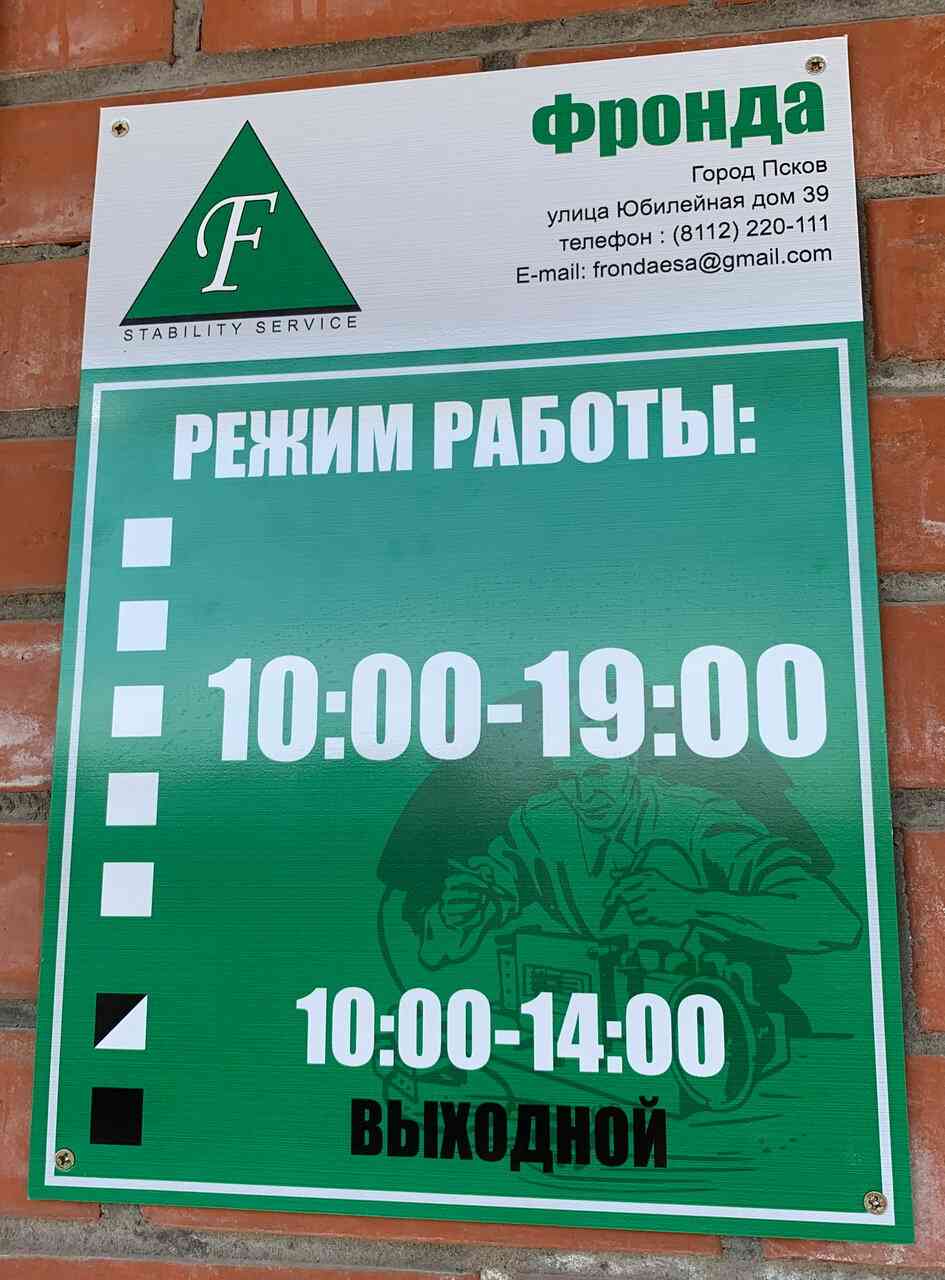 F
STABILITY SERVICE
Фронда
Город Псков
улица Юбилейная дом 39
телефон : (8112) 220-111
E-mail: frondaesa@gmail.com
РЕЖИМ РАБОТЫ:
10:00-19:00
10:00-14:00
ВЫХОДНОЙ